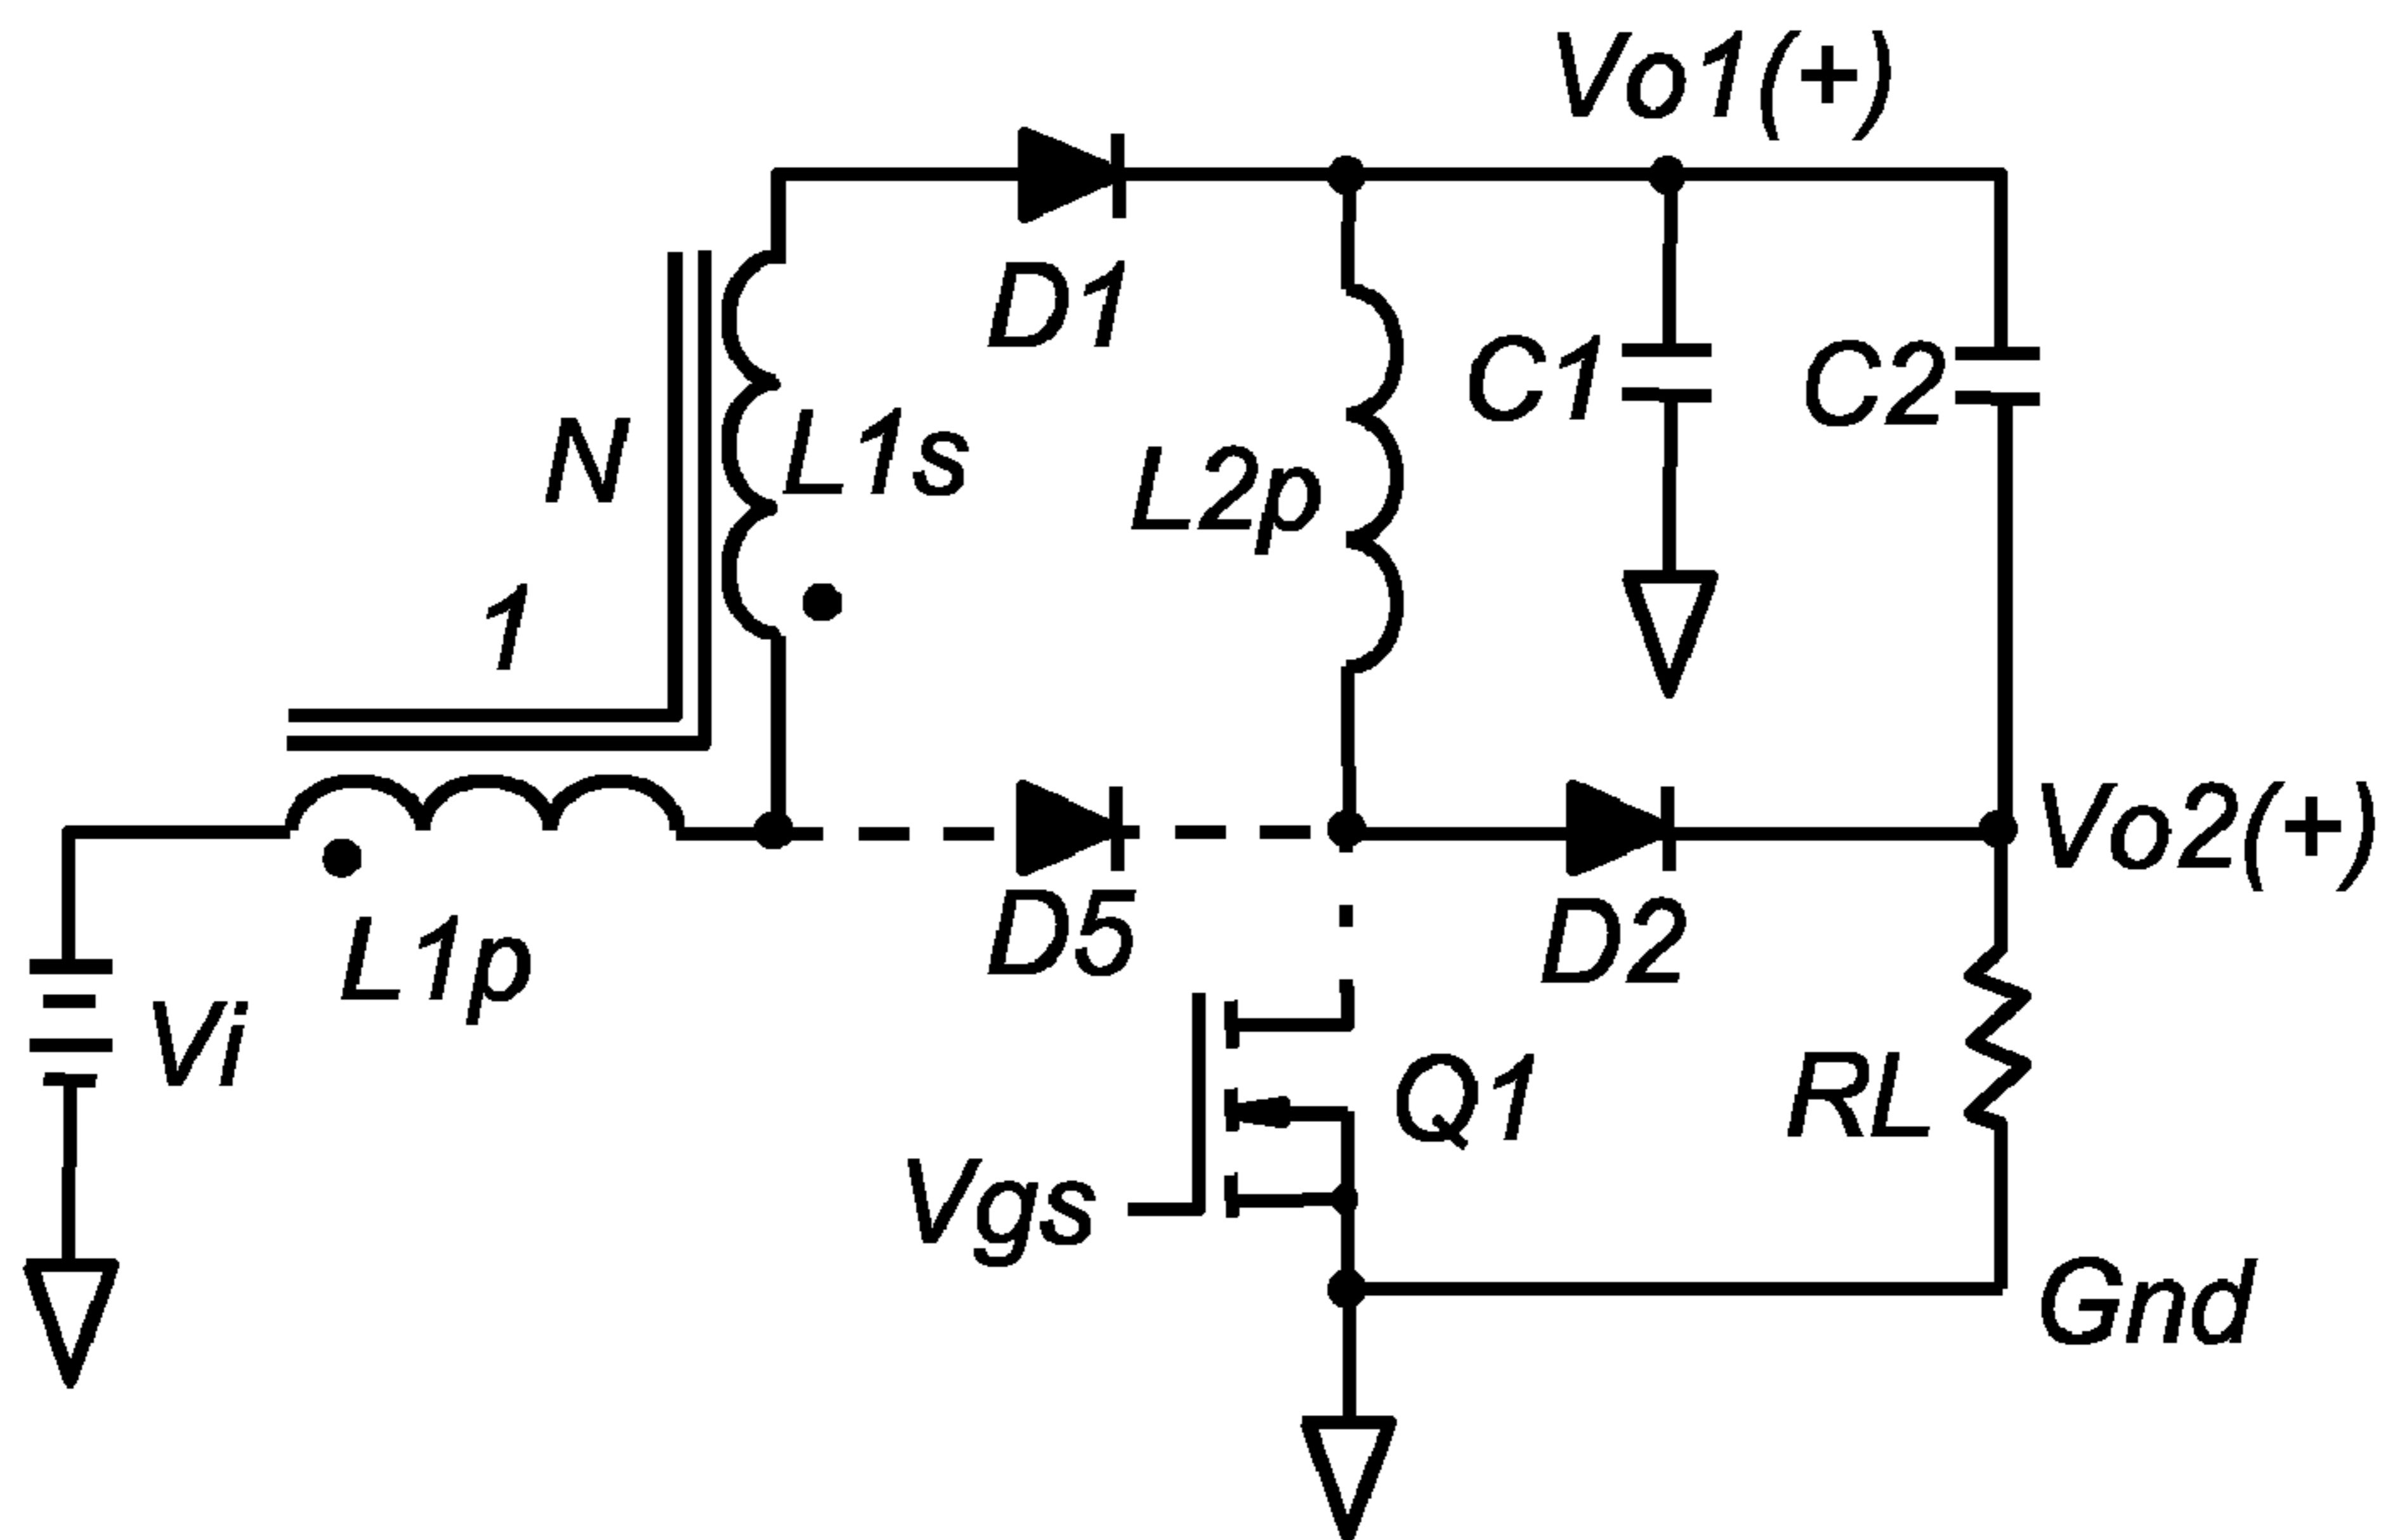 Vo1(+)
D1
C1
C2
N
L1s
L2p
1
Vo2(+)
D5
D2
L1p
Vi
Q1
RL
Vgs
Gnd